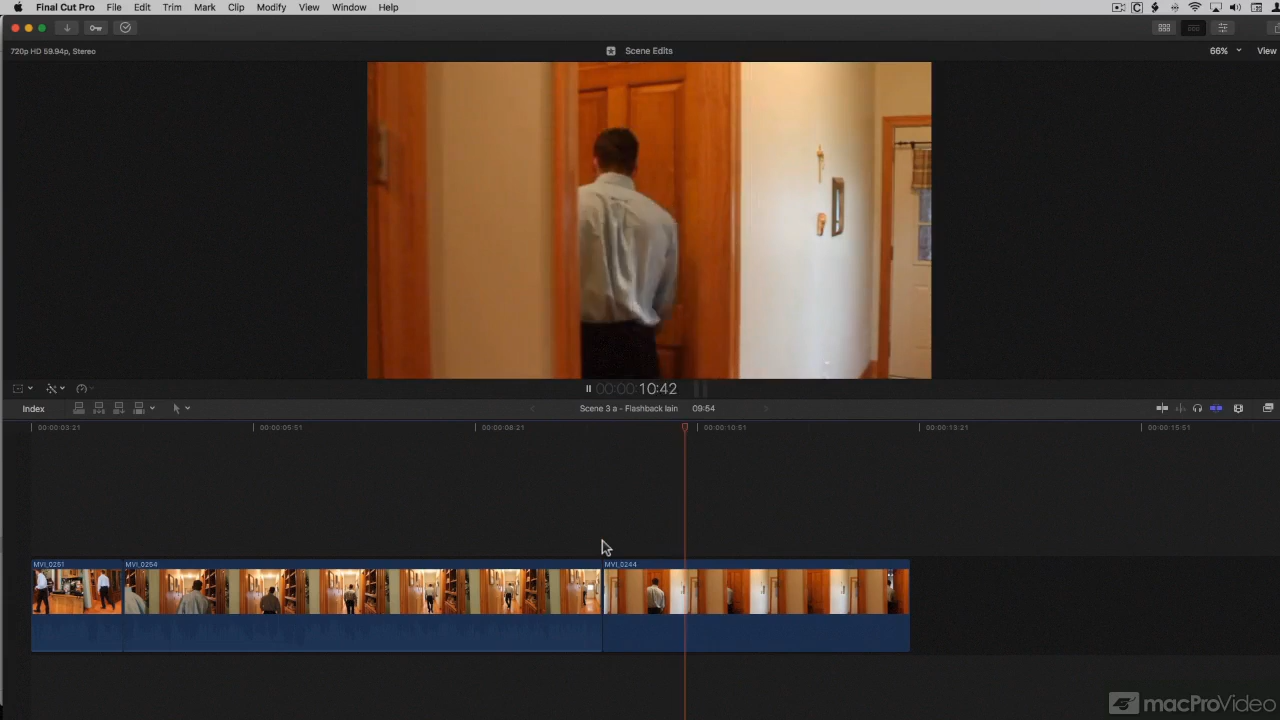 Final Cut Pro File Edit Trim Mark Clip Modify View Window Help
720p HD 59.94p, Stereo
Scene Edits
66%
View
00:00:10:42
Index
Scene 3 a - Flashback Iain
09:54
00:00:03:21
00:00:05:51
00:00:08:21
00:00:10:51
00:00:13:21
00:00:15:51
MVI_0251
MVI_0254
MVI_0244
macProVideo